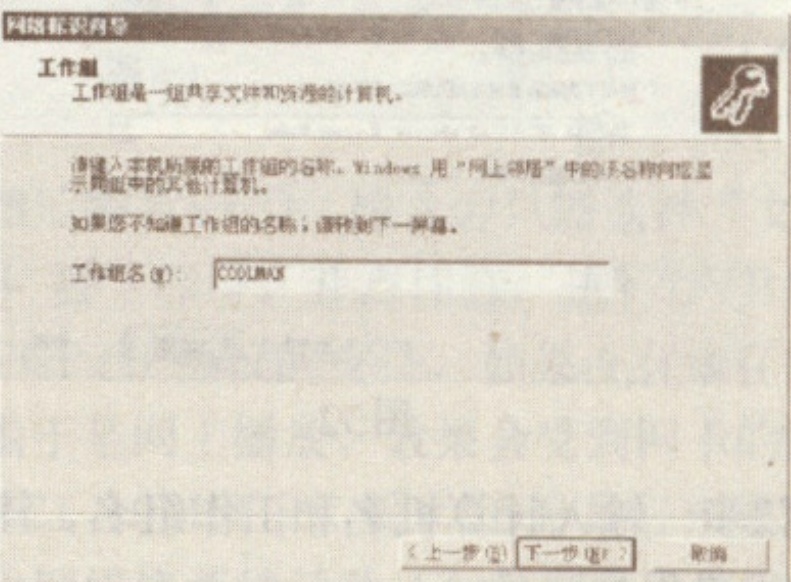 网络标识向导
工作组
工作组是一组共享文件和资源的计算机。
请键入本机所隶的工作组的名称。Windows 用“网上邻居”中的该名称向您显
示网组中的其他计算机。
如果您不知道工作组的名称，请转到下一屏幕。
工作组名(W): COOLMAN
< 上一步(B) 下一步(N) > 取消